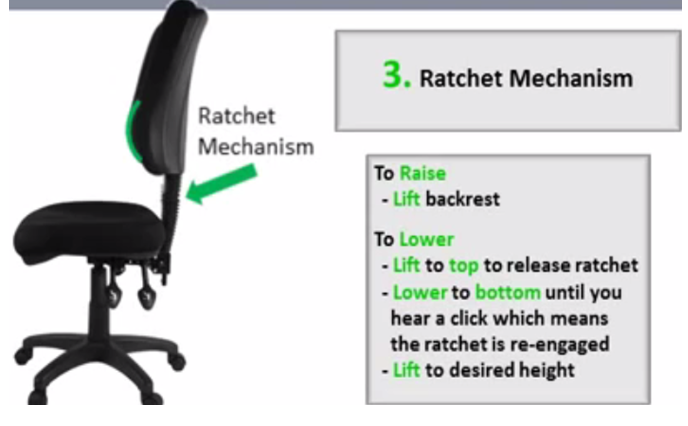 Ratchet
Mechanism
3. Ratchet Mechanism
To Raise
- Lift backrest
To Lower
- Lift to top to release ratchet
- Lower to bottom until you
hear a click which means
the ratchet is re-engaged
- Lift to desired height